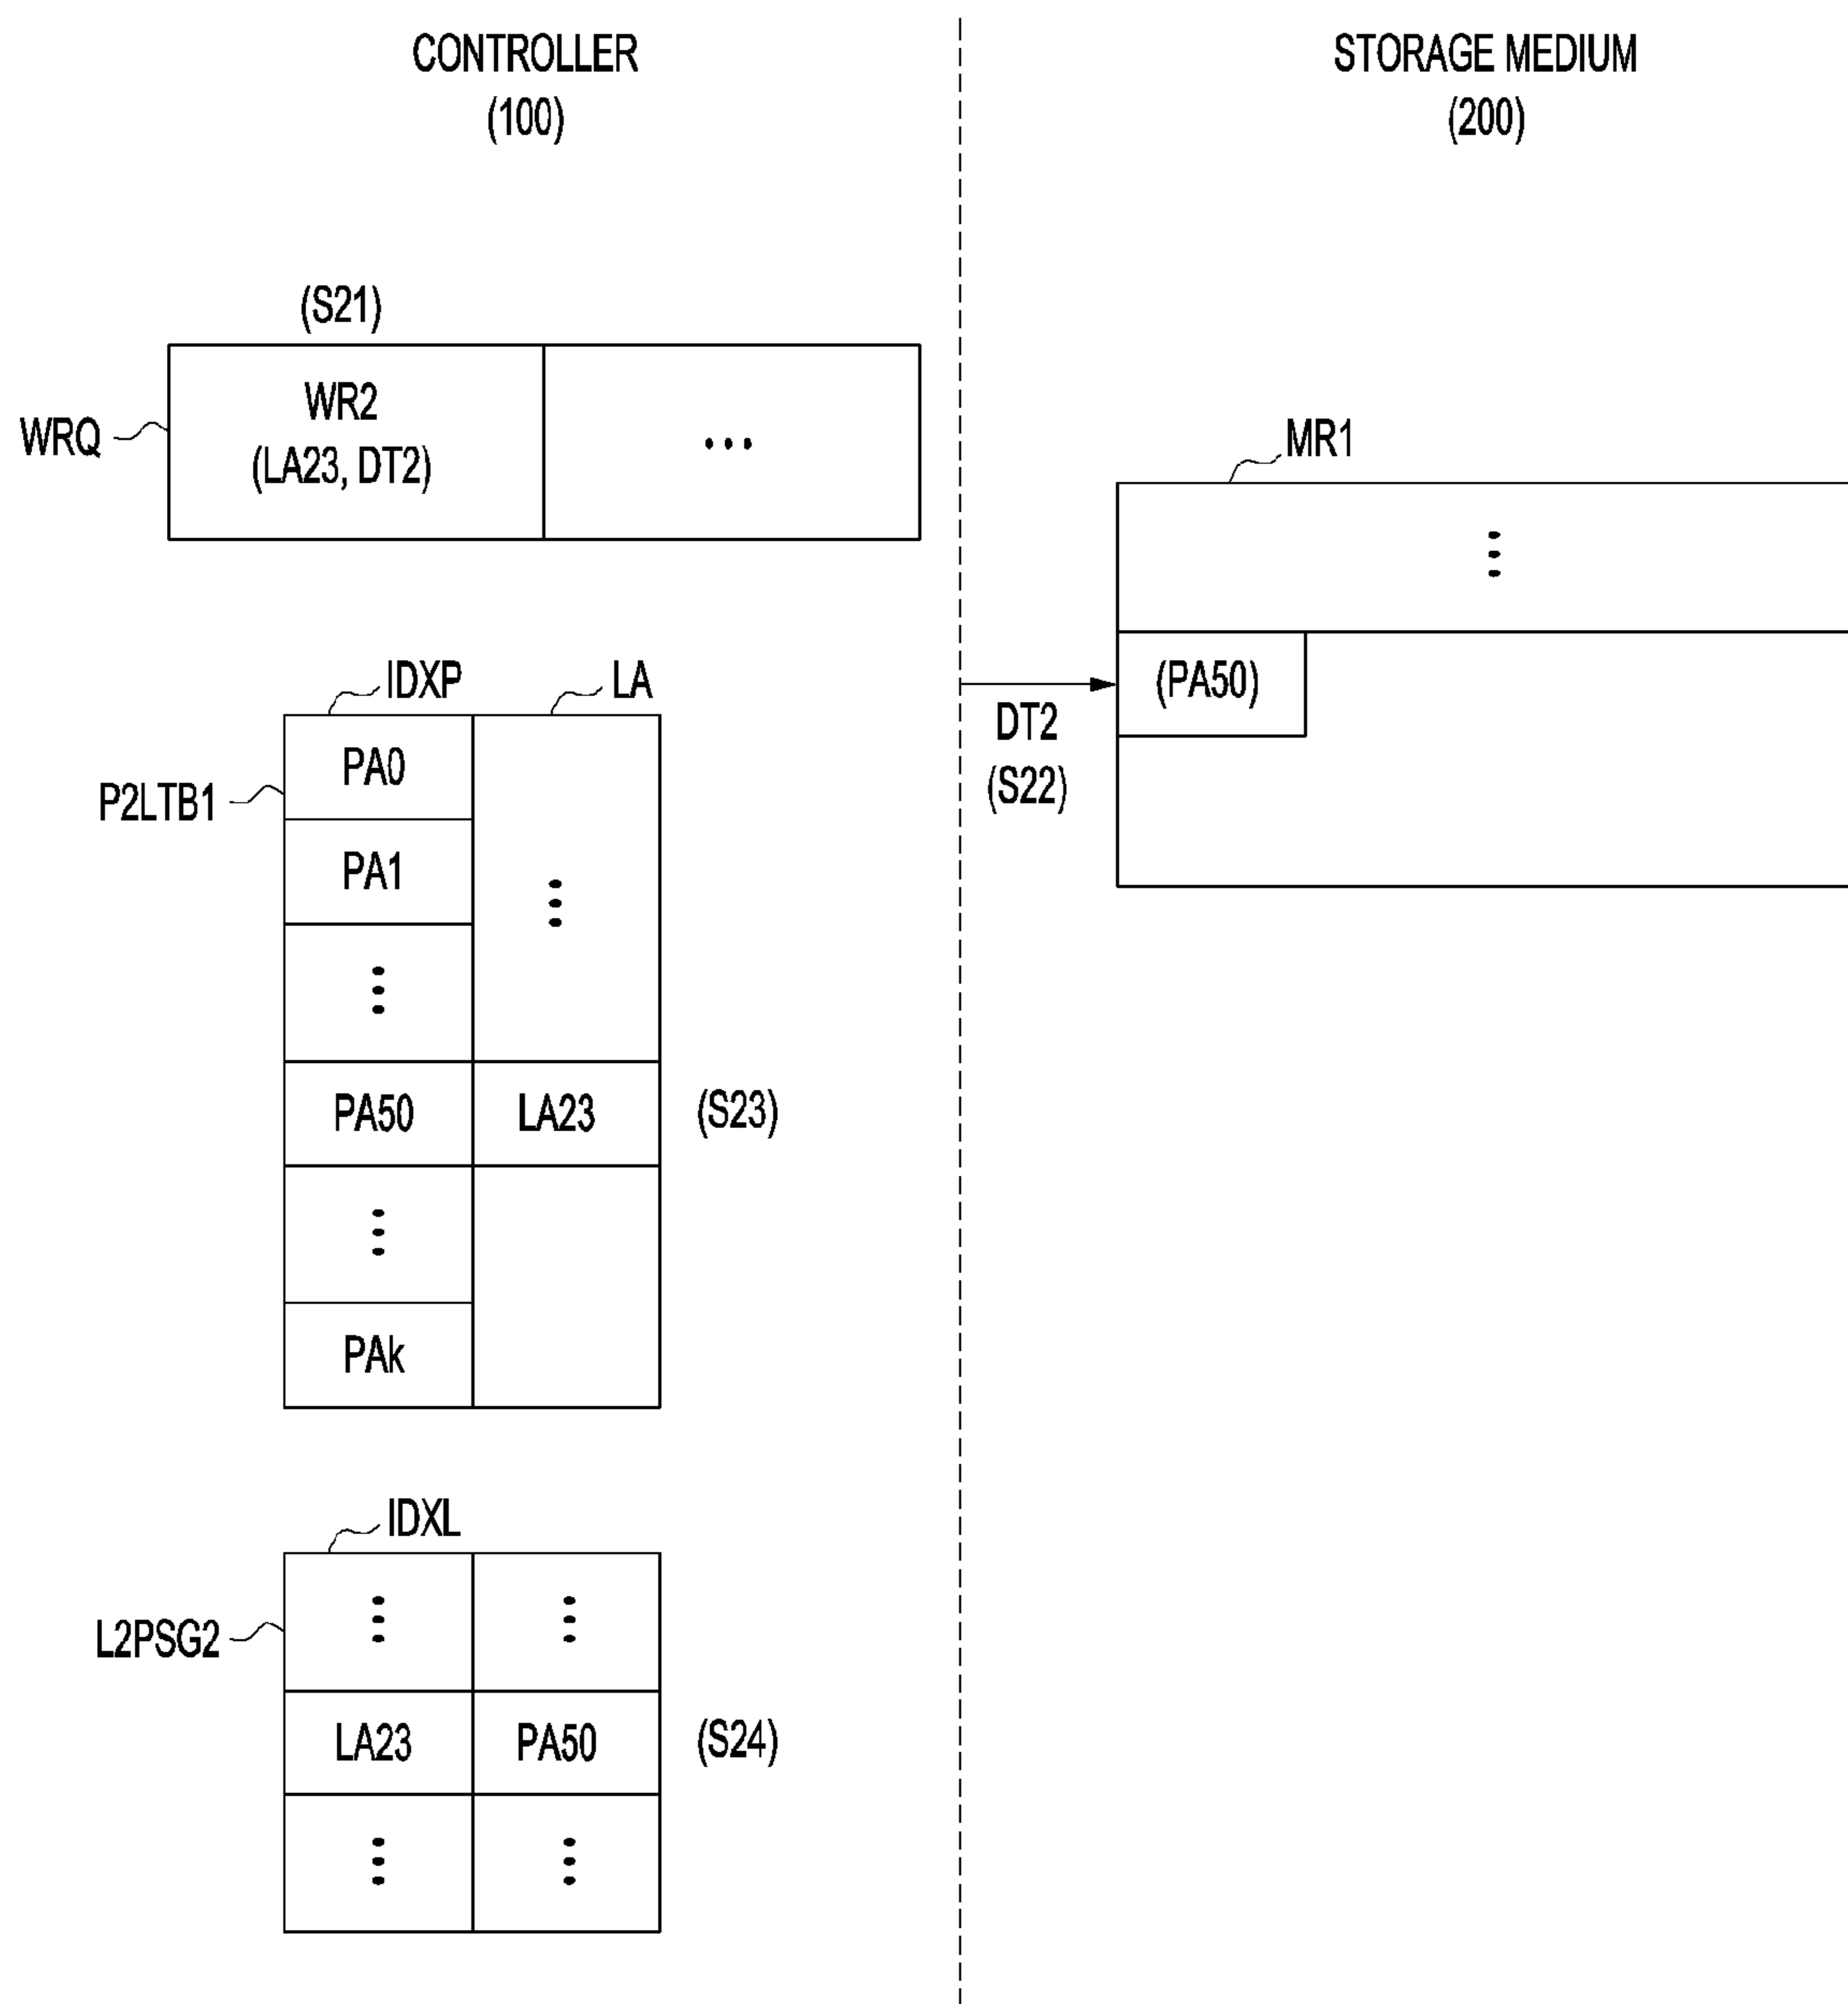 CONTROLLER
(100)
STORAGE MEDIUM
(200)
(S21)
WRQ
WR2
(LA23, DT2)
...
MR1
(PA50)
DT2
(S22)
IDXP
LA
P2LTB1
PA0
PA1
PA50
LA23
(S23)
PAk
IDXL
L2PSG2
LA23
PA50
(S24)